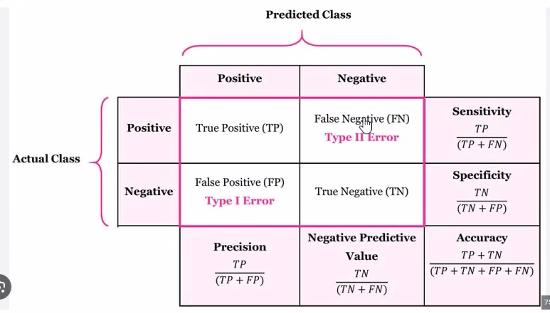 Predicted Class
Positive Negative
Actual Class
Positive
True Positive (TP)
False Negative (FN)
Type II Error
Sensitivity
TP
(TP + FN)
Negative
False Positive (FP)
Type I Error
True Negative (TN)
Specificity
TN
(TN + FP)
Precision
TP
(TP + FP)
Negative Predictive
Value
TN
(TN + FN)
Accuracy
TP + TN
(TP + TN + FP + FN)